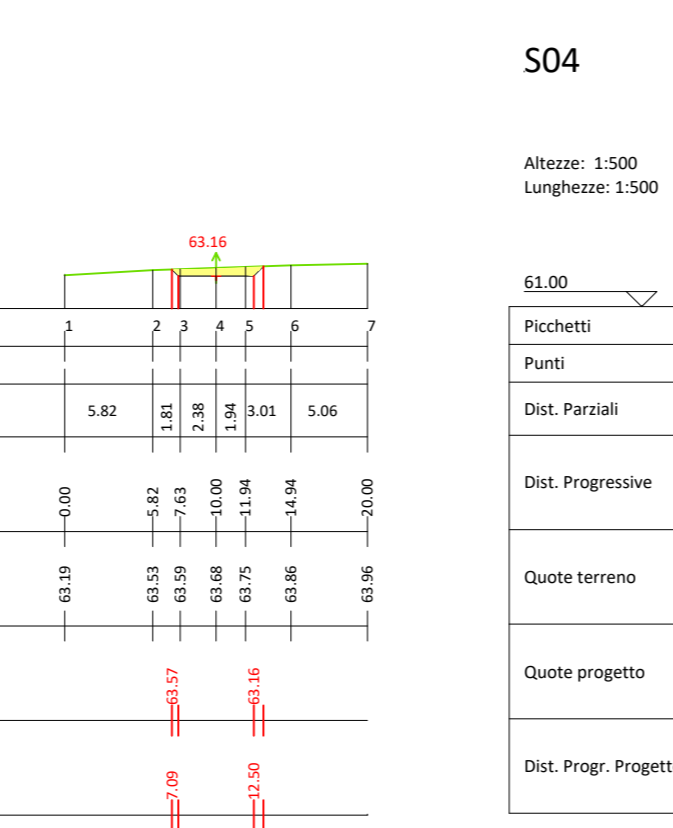 S04
Altezze: 1:500
Lunghezze: 1:500
63.16
61.00
1 2 3 4 5 6 7
Picchetti
Punti
5.82 1.81 2.38 1.94 3.01 5.06
Dist. Parziali
0.00 5.82 7.63 10.00 11.94 14.94 20.00
Dist. Progressive
63.19 63.53 63.59 63.68 63.75 63.86 63.96
Quote terreno
63.57 63.16
Quote progetto
7.09 12.50
Dist. Progr. Progett